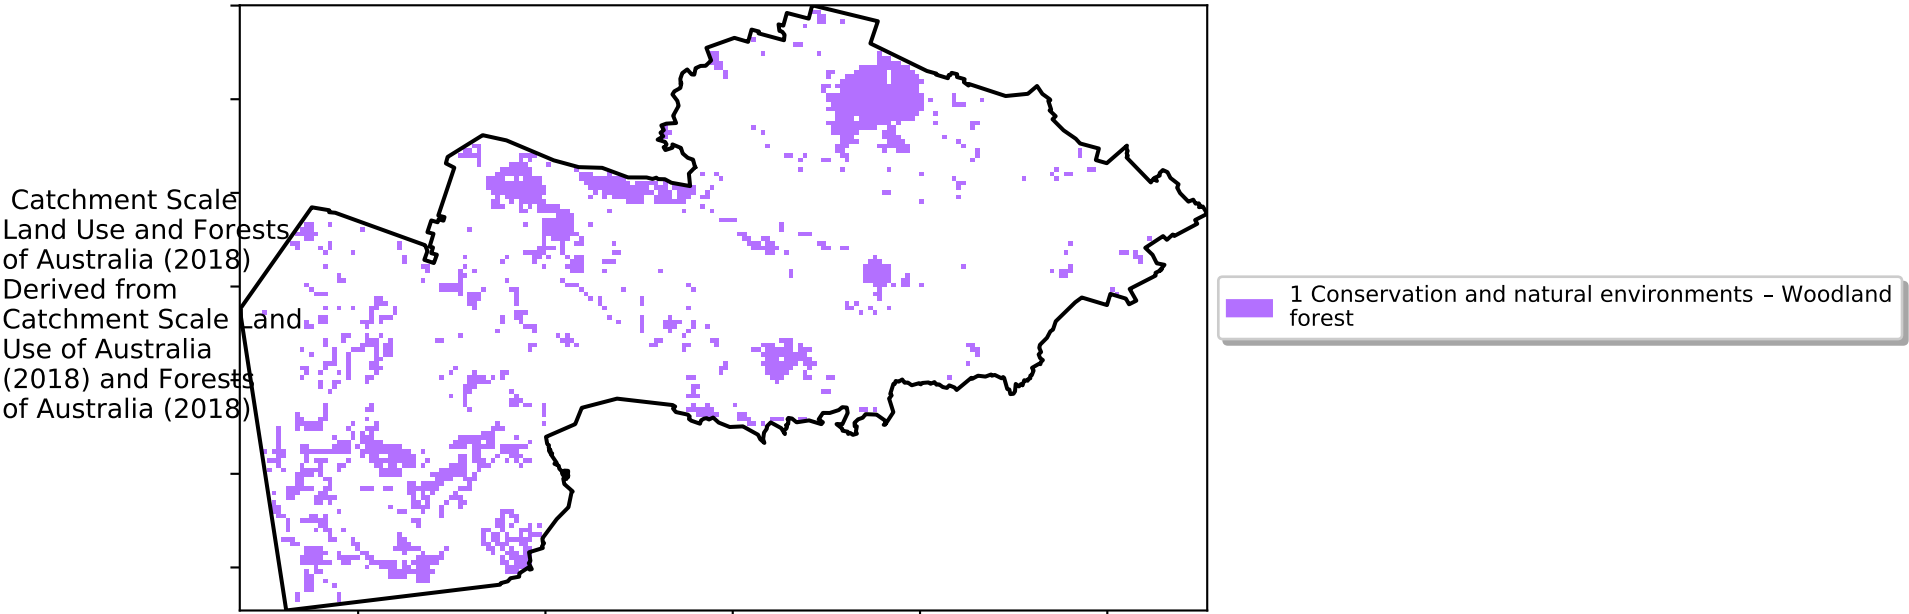 Catchment Scale
Land Use and Forests
of Australia (2018)
Derived from
Catchment Scale Land
Use of Australia
(2018) and Forests
of Australia (2018)
1 Conservation and natural environments – Woodland
forest